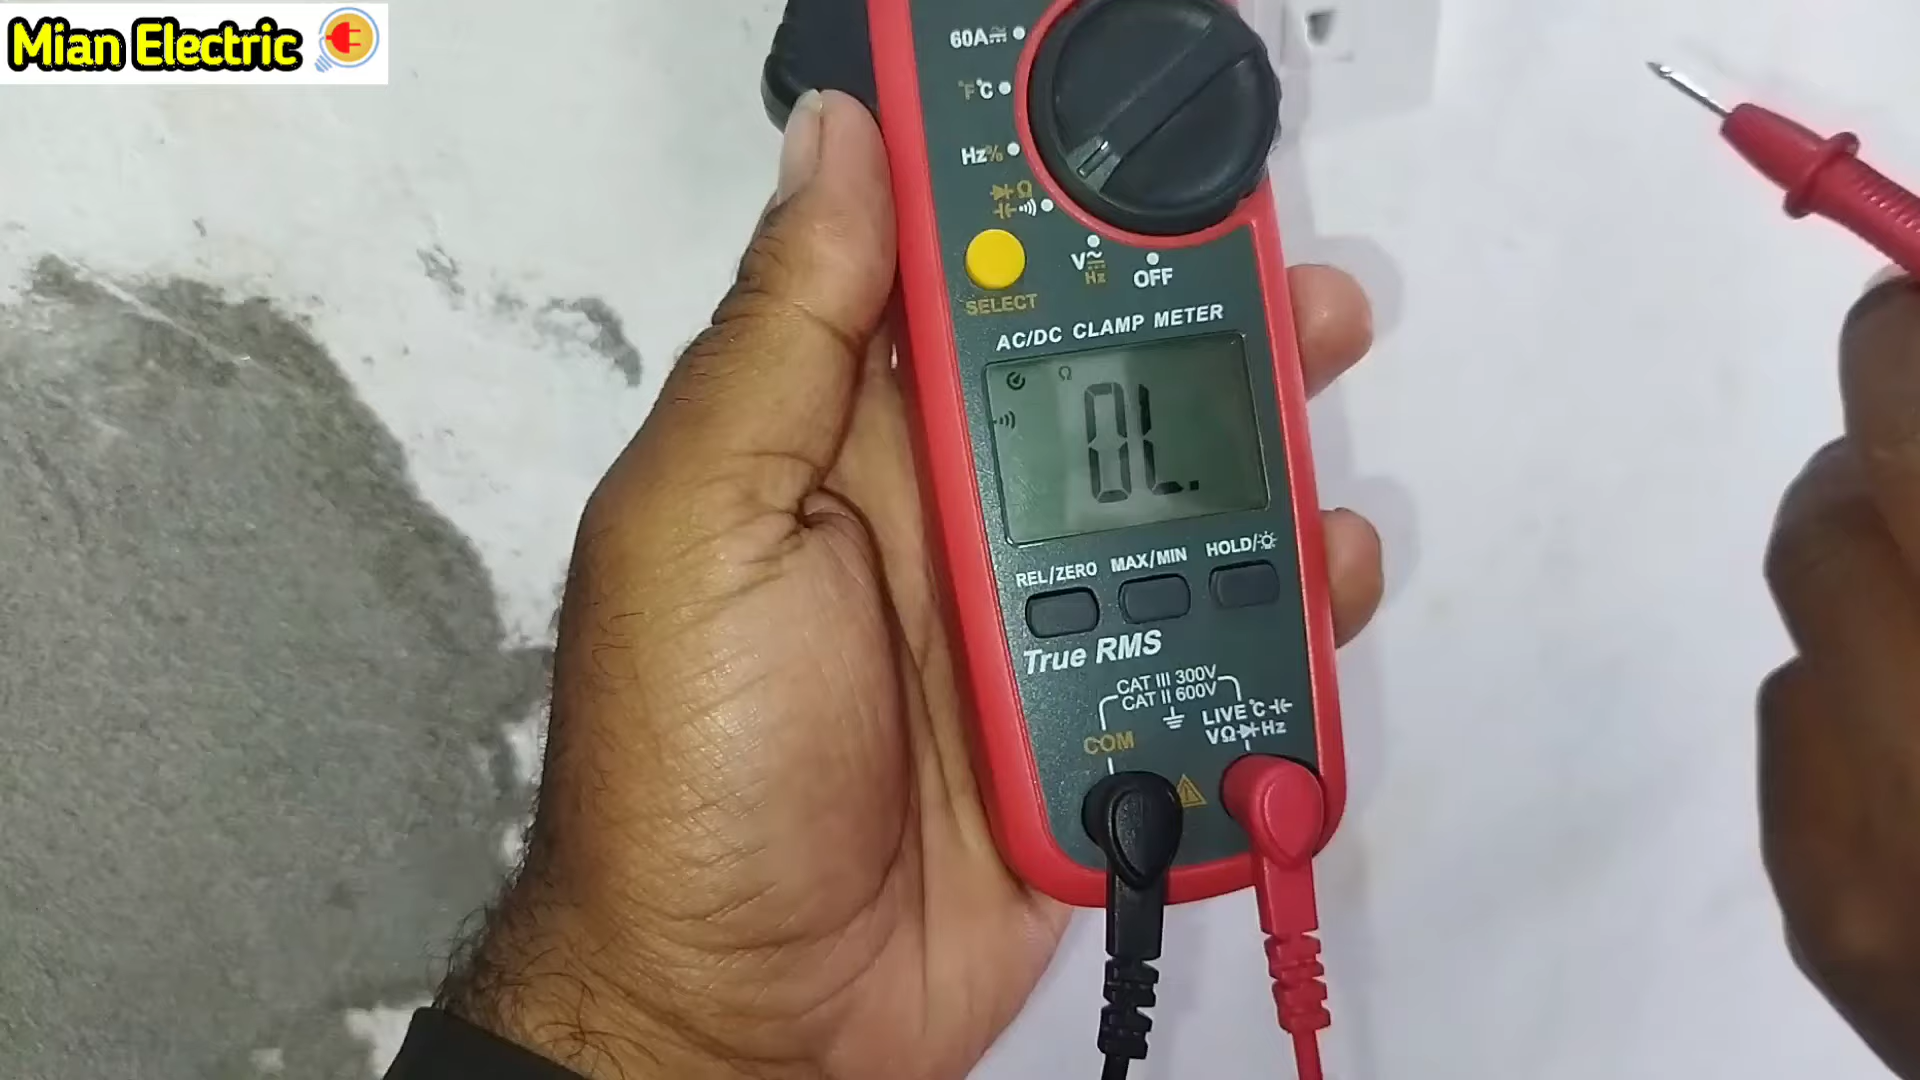 Mian Electric
60A
°F°C
Hz%
Ω
SELECT
V
Hz
OFF
AC/DC CLAMP METER
Ω
0L.
REL/ZERO MAX/MIN HOLD/
True RMS
CAT III 300V
CAT II 600V
COM
LIVE °C
VΩ Hz